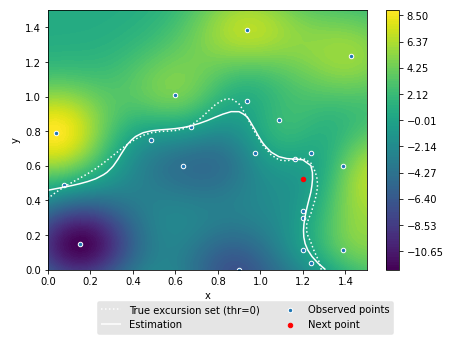 1.4
1.2
1.0
0.8
0.6
0.4
0.2
0.0
y
0.0 0.2 0.4 0.6 0.8 1.0 1.2 1.4
x
8.50
6.37
4.25
2.12
−0.01
−2.14
−4.27
−6.40
−8.53
−10.65
True excursion set (thr=0)
Estimation
Observed points
Next point